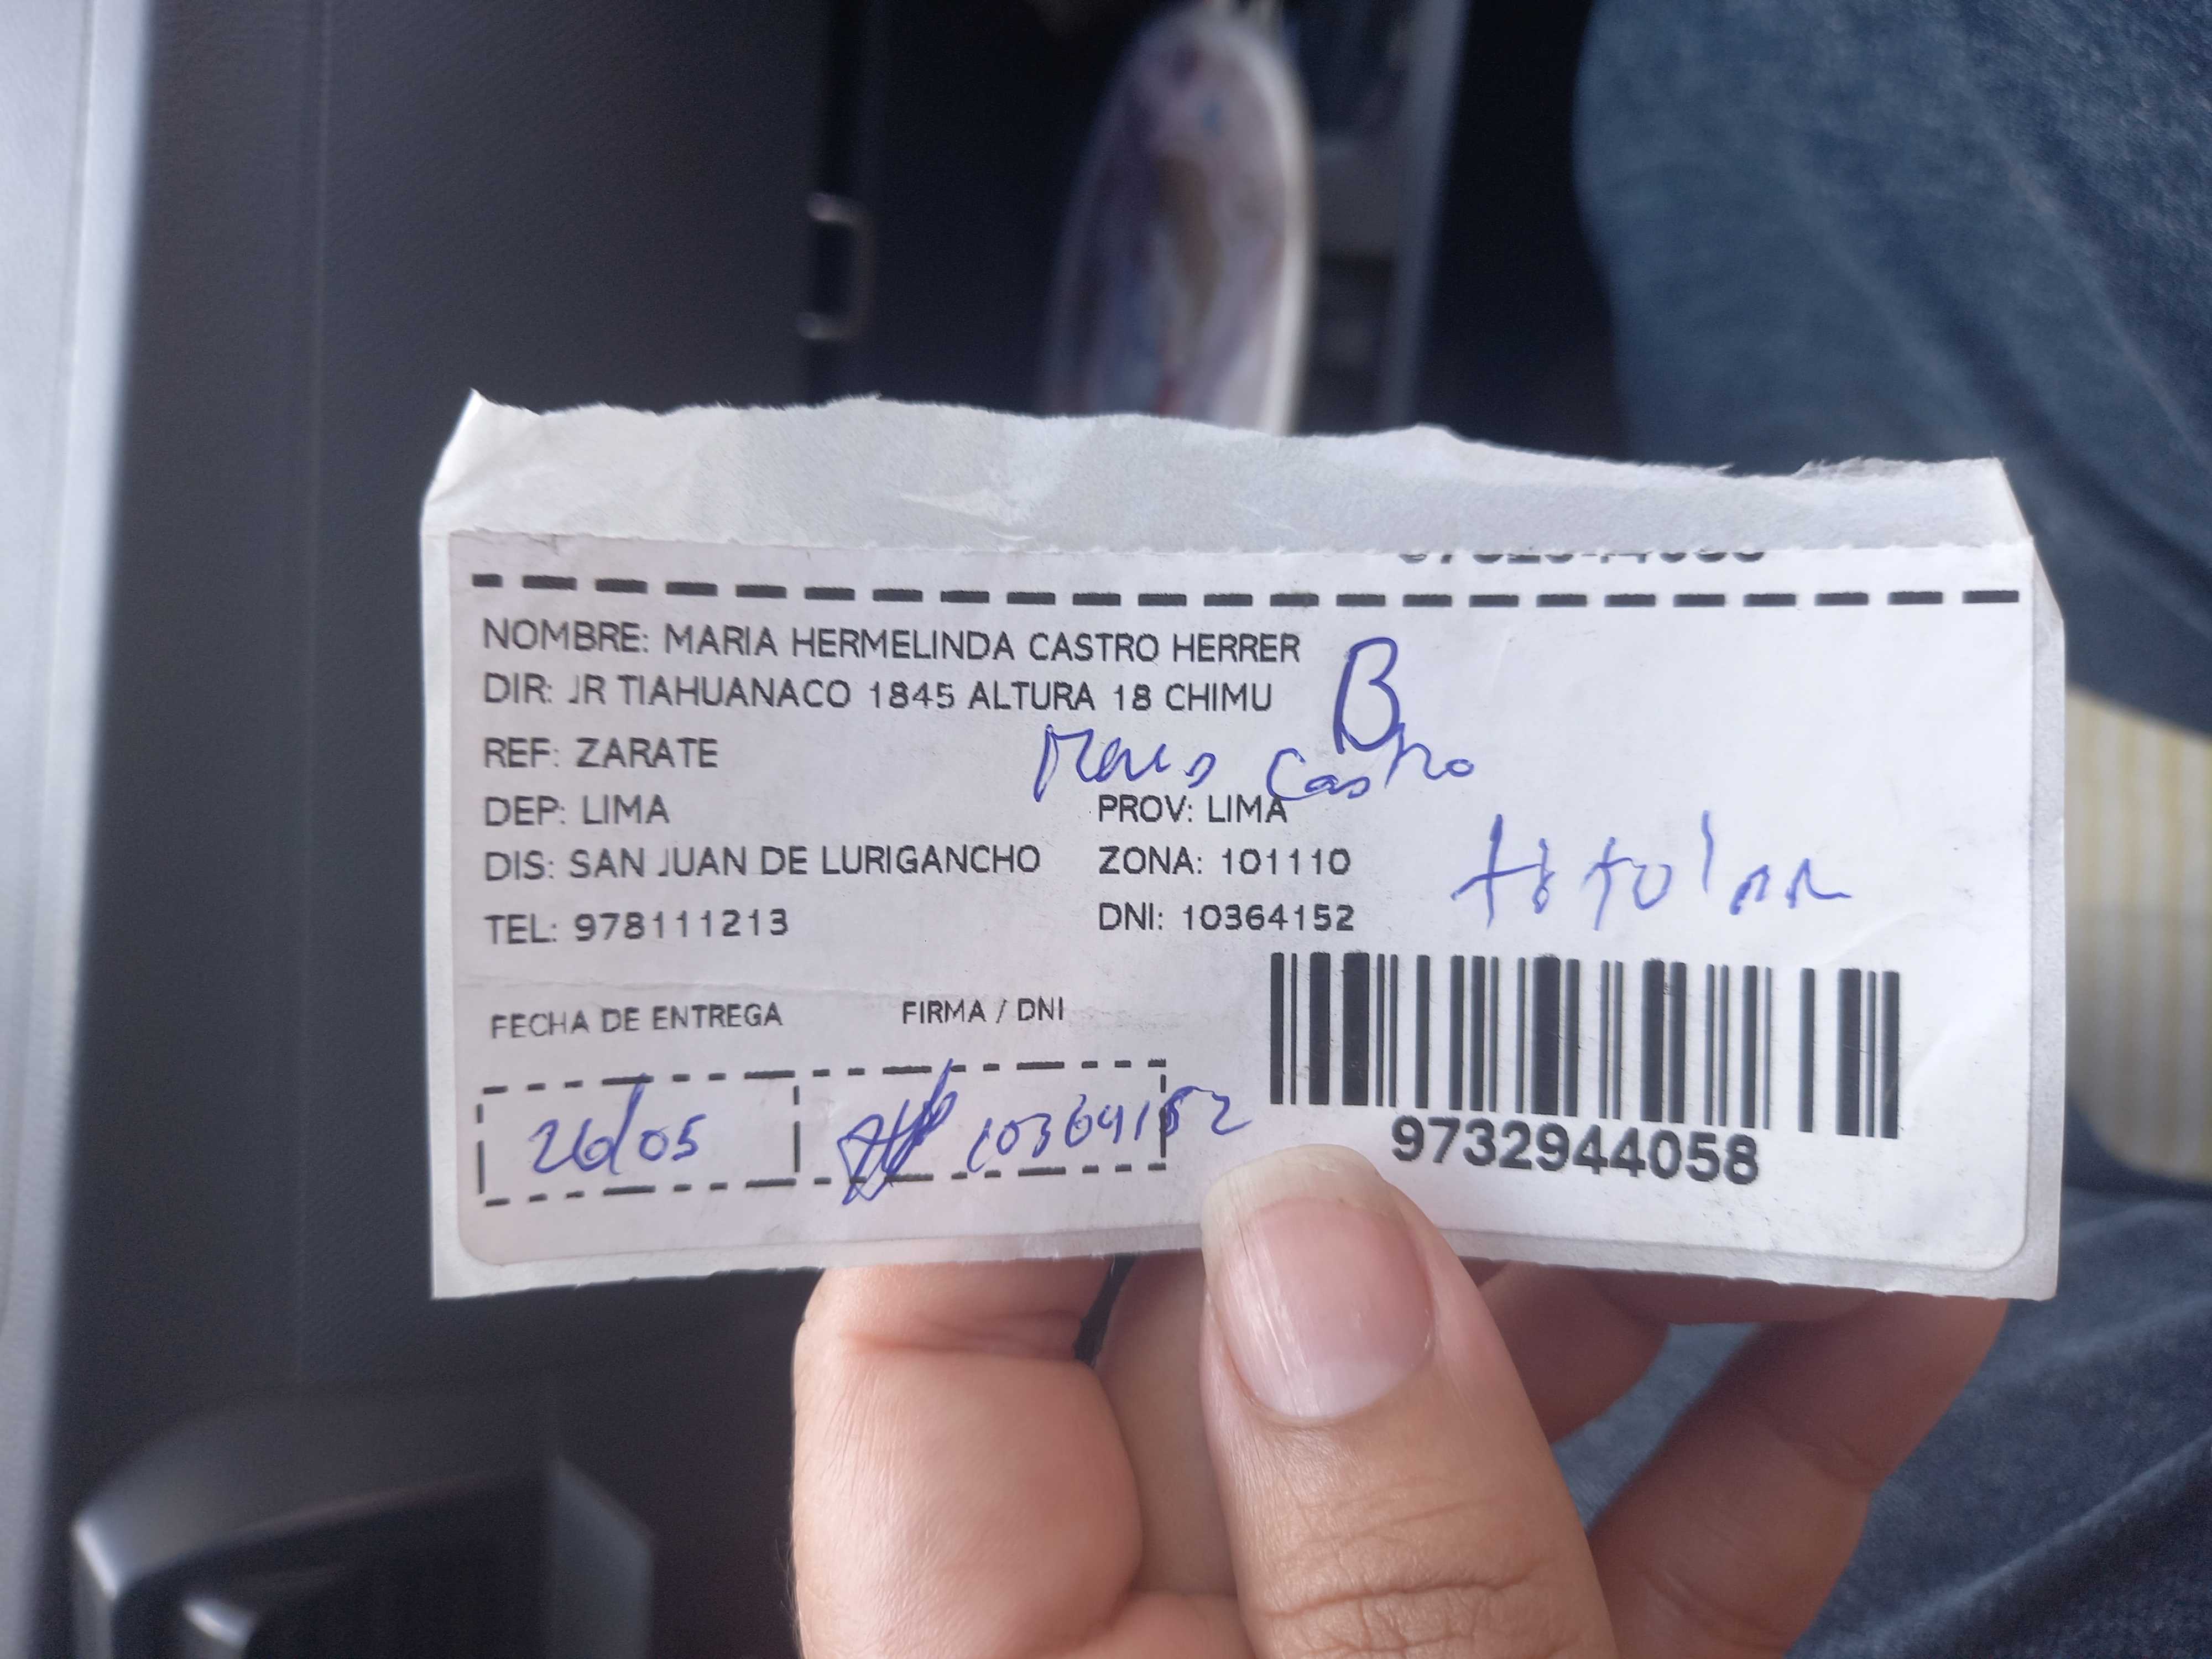 NOMBRE: MARIA HERMELINDA CASTRO HERRER
B
DIR: JR TIAHUANACO 1845 ALTURA 18 CHIMU
REF: ZARATE
Castro
DEP: LIMA PROV: LIMA
DIS: SAN JUAN DE LURIGANCHO ZONA: 101110
titular
TEL: 978111213 DNI: 10364152
FECHA DE ENTREGA FIRMA / DNI
26/05 10364152
9732944058